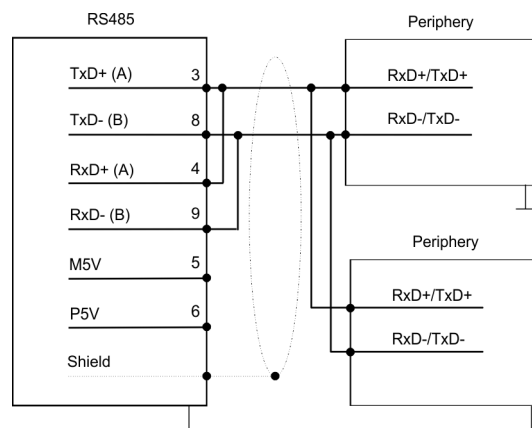 RS485
Periphery
TxD+ (A) 3
RxD+/TxD+
TxD- (B) 8
RxD-/TxD-
RxD+ (A) 4
RxD- (B) 9
Periphery
M5V 5
RxD+/TxD+
P5V 6
RxD-/TxD-
Shield